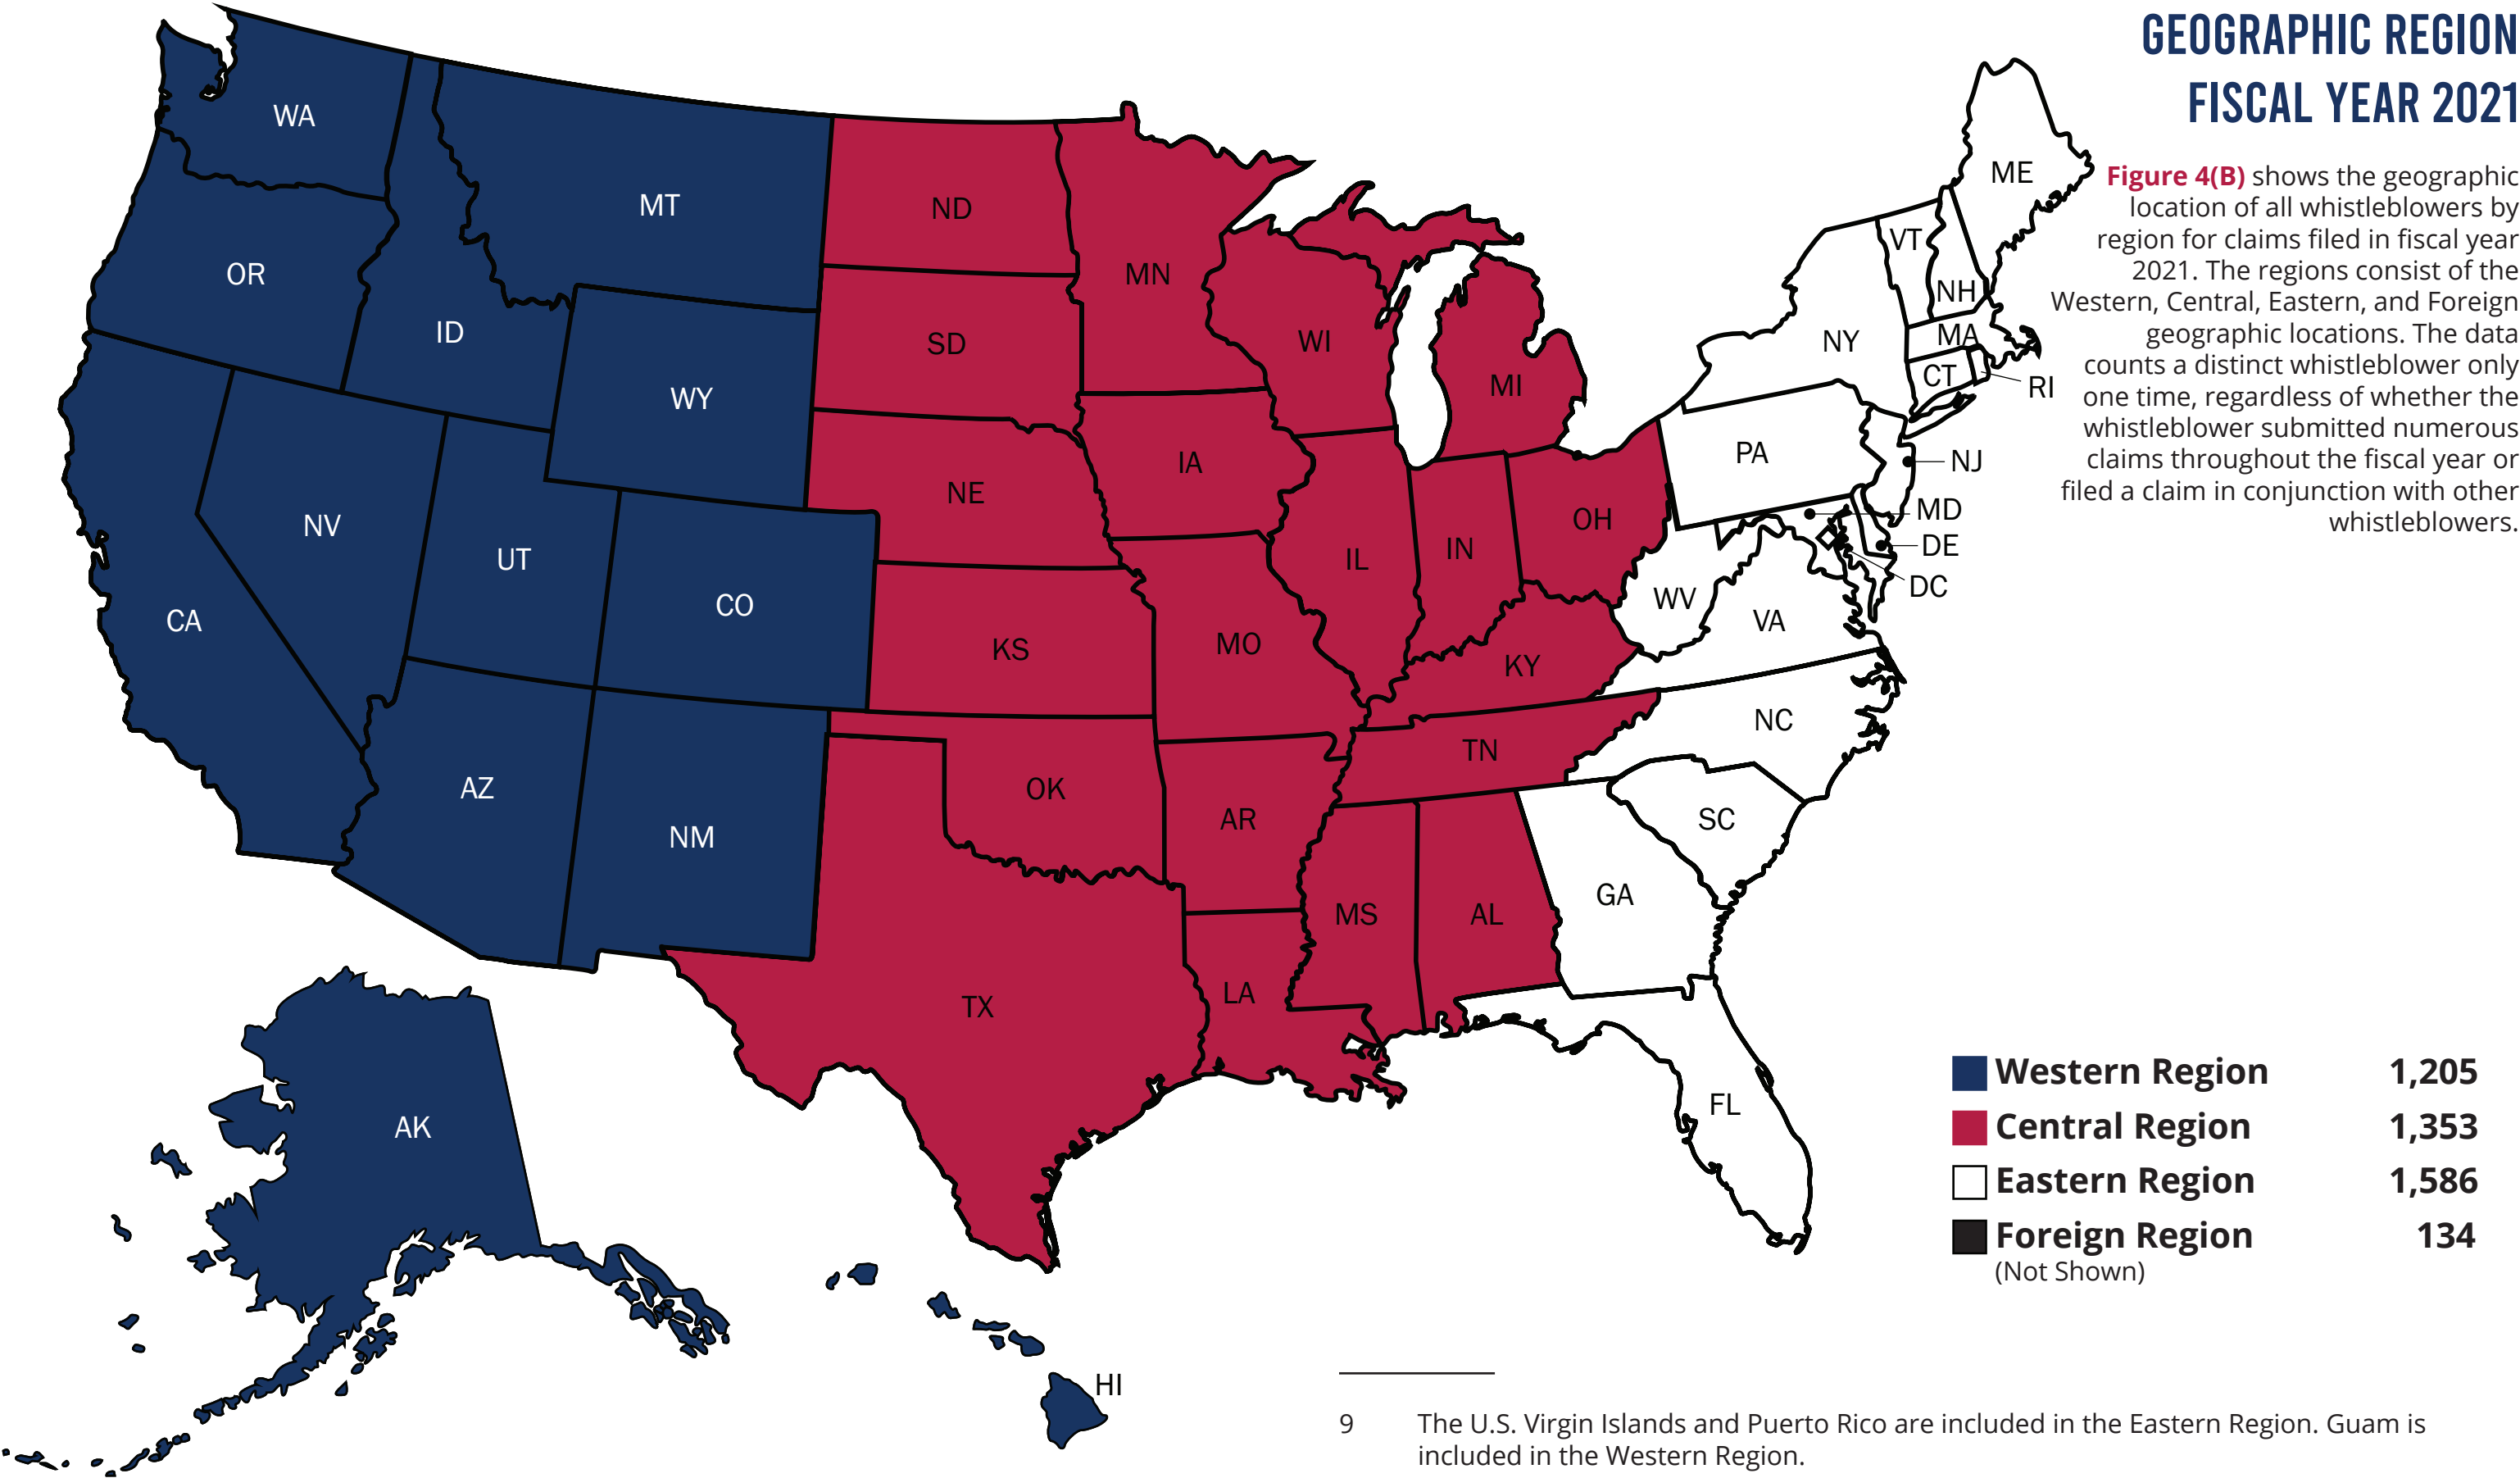 GEOGRAPHIC REGION
FISCAL YEAR 2021
Figure 4(B) shows the geographic
location of all whistleblowers by
region for claims filed in fiscal year
2021. The regions consist of the
Western, Central, Eastern, and Foreign
geographic locations. The data
counts a distinct whistleblower only
one time, regardless of whether the
whistleblower submitted numerous
claims throughout the fiscal year or
filed a claim in conjunction with other
whistleblowers.
WA
MT
ND
MN
ME
VT
NH
OR
ID
SD
WI
NY
MA
WY
MI
CT
RI
IA
PA
NJ
NE
NV
OH
MD
UT
IL
IN
DE
DC
CO
WV
CA
KS
MO
KY
VA
NC
TN
AZ
OK
AR
SC
NM
GA
MS
AL
TX
LA
FL
AK
HI
Western Region 1,205
Central Region 1,353
Eastern Region 1,586
Foreign Region 134
(Not Shown)
9 The U.S. Virgin Islands and Puerto Rico are included in the Eastern Region. Guam is
included in the Western Region.